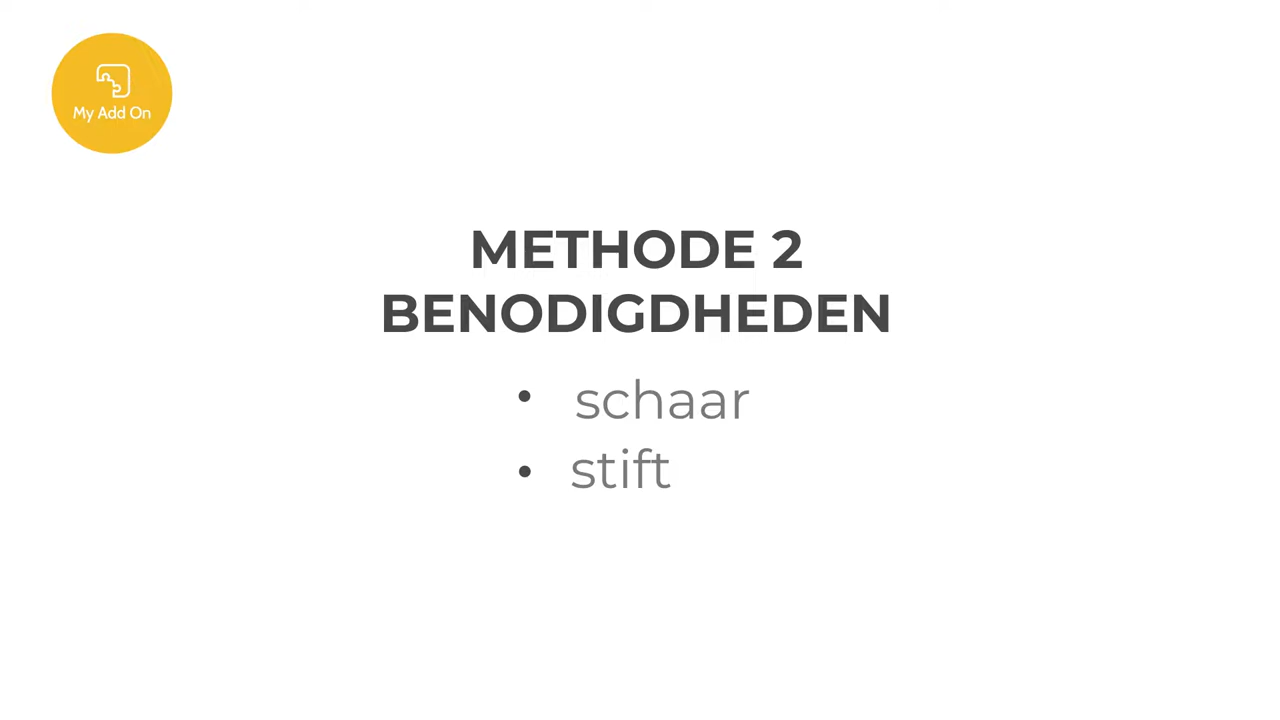 My Add On
METHODE 2
BENODIGDHEDEN
• schaar
• stift